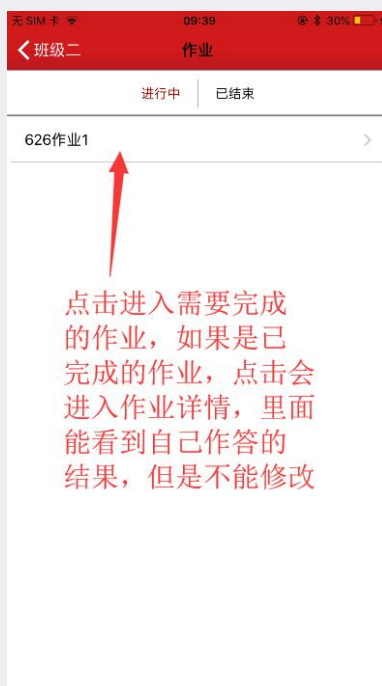 无 SIM 卡 09:39 30%
班级二 作业
进行中 已结束
626作业1
点击进入需要完成
的作业，如果是已
完成的作业，点击会
进入作业详情，里面
能看到自己作答的
结果，但是不能修改